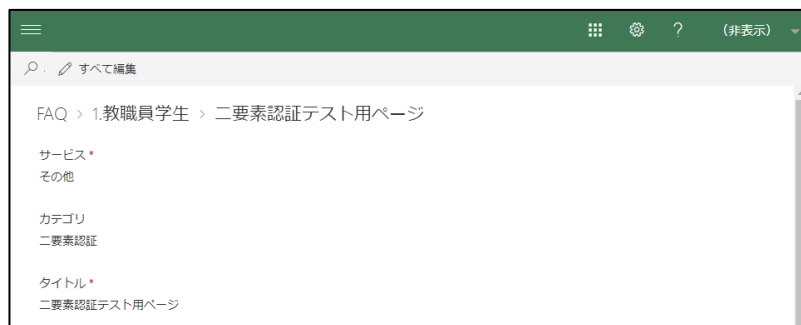 ? (非表示)
すべて編集
FAQ > 1.教職員学生 > 二要素認証テスト用ページ
サービス *
その他
カテゴリ
二要素認証
タイトル *
二要素認証テスト用ページ